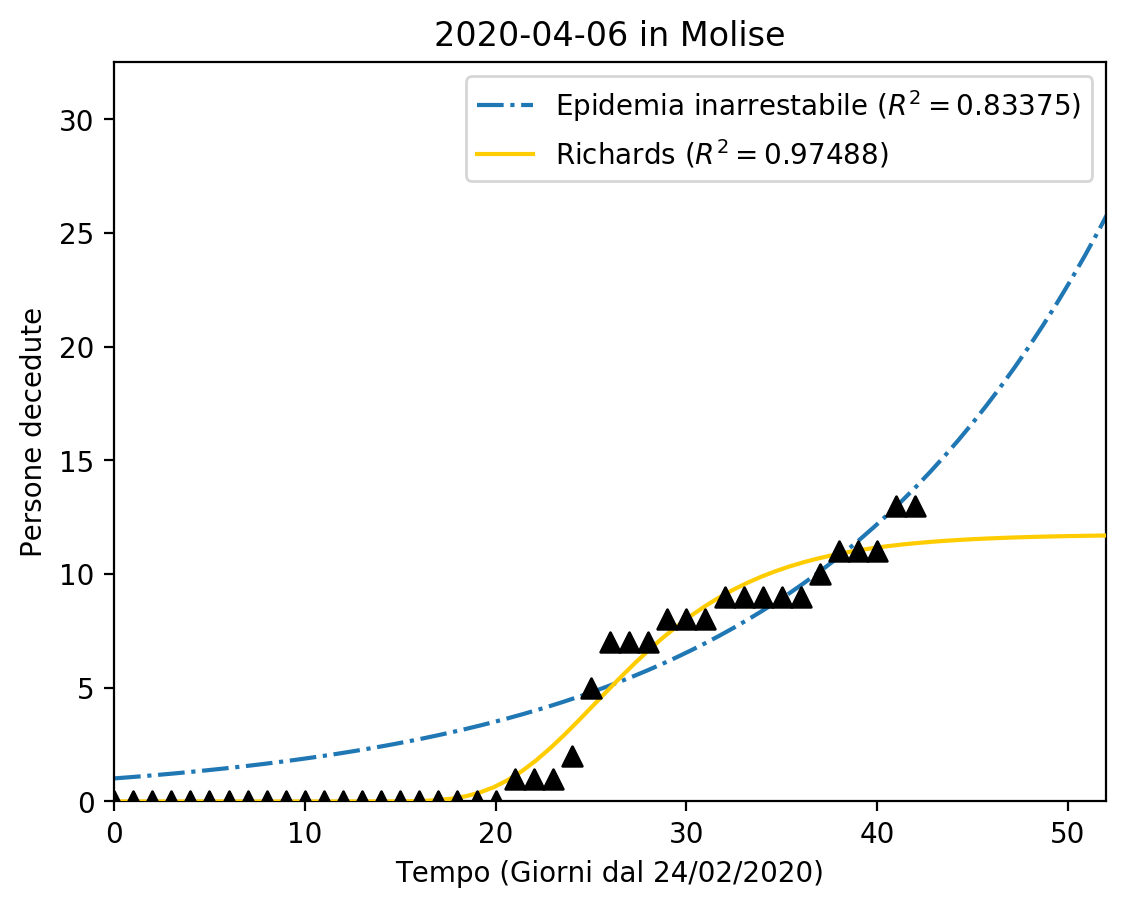 2020-04-06 in Molise
Epidemia inarrestabile (R² = 0.83375)
Richards (R² = 0.97488)
Persone decedute
30
25
20
15
10
5
0
0 10 20 30 40 50
Tempo (Giorni dal 24/02/2020)